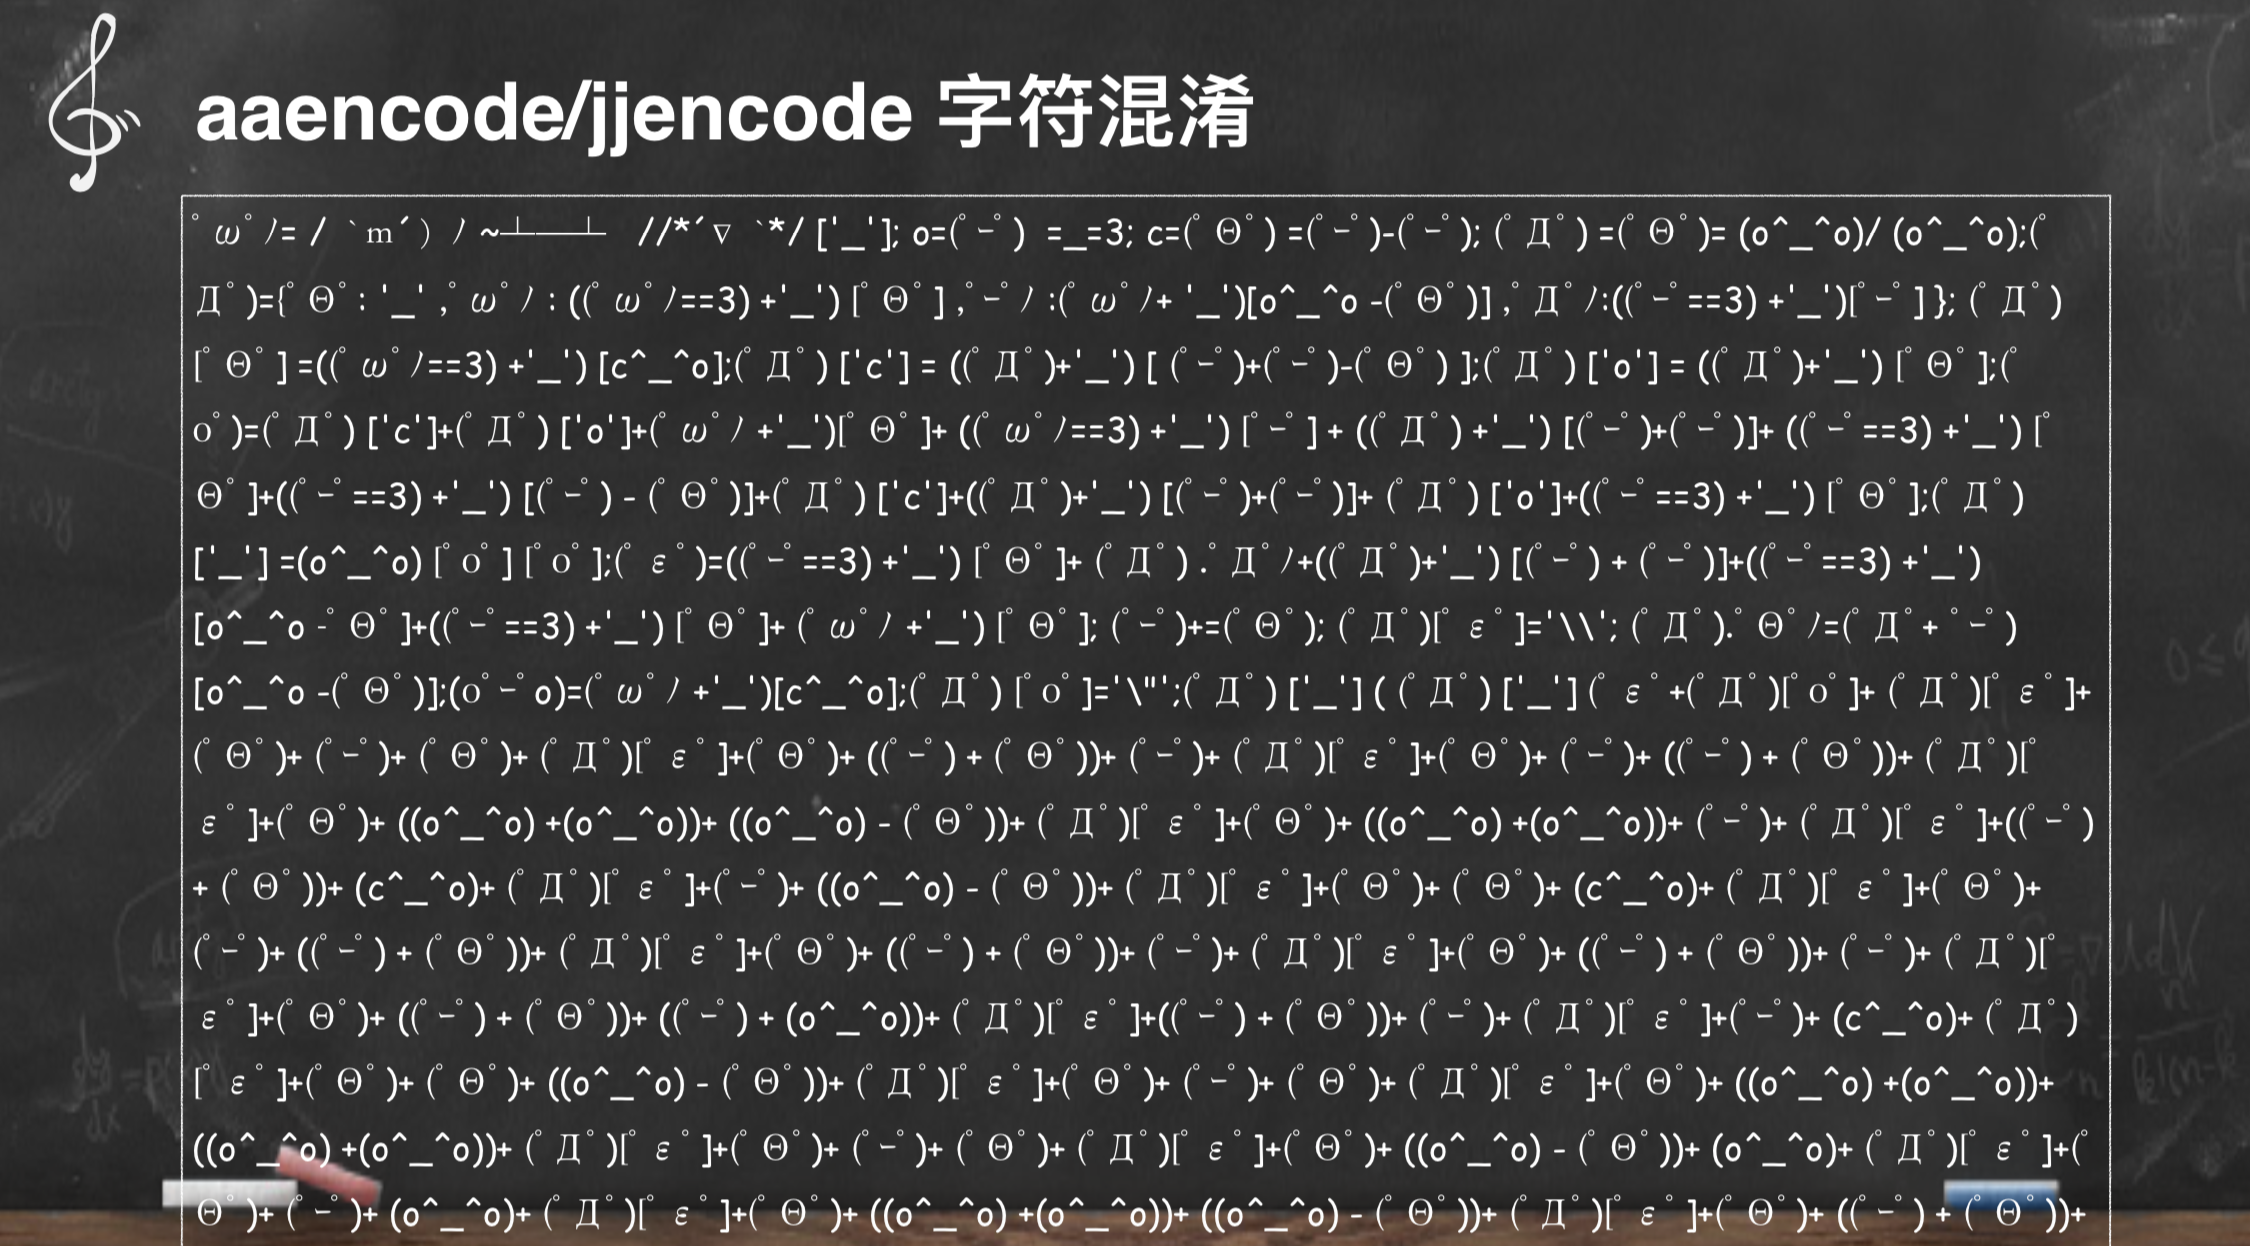 aaencode/jjencode 字符混淆
ﾟωﾟﾉ= /｀ｍ´）ﾉ ~┻━┻   //*´∇｀*/ ['_']; o=(ﾟｰﾟ)  =_=3; c=(ﾟΘﾟ) =(ﾟｰﾟ)-(ﾟｰﾟ); (ﾟДﾟ) =(ﾟΘﾟ)= (o^_^o)/ (o^_^o);(ﾟ
Дﾟ)={ﾟΘﾟ: '_' ,ﾟωﾟﾉ : ((ﾟωﾟﾉ==3) +'_') [ﾟΘﾟ] ,ﾟｰﾟﾉ :(ﾟωﾟﾉ+ '_')[o^_^o -(ﾟΘﾟ)] ,ﾟДﾟﾉ:((ﾟｰﾟ==3) +'_')[ﾟｰﾟ] }; (ﾟДﾟ)
[ﾟΘﾟ] =((ﾟωﾟﾉ==3) +'_') [c^_^o];(ﾟДﾟ) ['c'] = ((ﾟДﾟ)+'_') [ (ﾟｰﾟ)+(ﾟｰﾟ)-(ﾟΘﾟ) ];(ﾟДﾟ) ['o'] = ((ﾟДﾟ)+'_') [ﾟΘﾟ];(ﾟ
oﾟ)=(ﾟДﾟ) ['c']+(ﾟДﾟ) ['o']+(ﾟωﾟﾉ +'_')[ﾟΘﾟ]+ ((ﾟωﾟﾉ==3) +'_') [ﾟｰﾟ] + ((ﾟДﾟ) +'_') [(ﾟｰﾟ)+(ﾟｰﾟ)]+ ((ﾟｰﾟ==3) +'_') [ﾟ
Θﾟ]+((ﾟｰﾟ==3) +'_') [(ﾟｰﾟ) - (ﾟΘﾟ)]+(ﾟДﾟ) ['c']+((ﾟДﾟ)+'_') [(ﾟｰﾟ)+(ﾟｰﾟ)]+ (ﾟДﾟ) ['o']+((ﾟｰﾟ==3) +'_') [ﾟΘﾟ];(ﾟДﾟ)
['_'] =(o^_^o) [ﾟoﾟ] [ﾟoﾟ];(ﾟεﾟ)=((ﾟｰﾟ==3) +'_') [ﾟΘﾟ]+ (ﾟДﾟ) .ﾟДﾟﾉ+((ﾟДﾟ)+'_') [(ﾟｰﾟ) + (ﾟｰﾟ)]+((ﾟｰﾟ==3) +'_')
[o^_^o -ﾟΘﾟ]+((ﾟｰﾟ==3) +'_') [ﾟΘﾟ]+ (ﾟωﾟﾉ +'_') [ﾟΘﾟ]; (ﾟｰﾟ)+=(ﾟΘﾟ); (ﾟДﾟ)[ﾟεﾟ]='\\'; (ﾟДﾟ).ﾟΘﾟﾉ=(ﾟДﾟ+ ﾟｰﾟ)
[o^_^o -(ﾟΘﾟ)];(oﾟｰﾟo)=(ﾟωﾟﾉ +'_')[c^_^o];(ﾟДﾟ) [ﾟoﾟ]='\"';(ﾟДﾟ) ['_'] ( (ﾟДﾟ) ['_'] (ﾟεﾟ+(ﾟДﾟ)[ﾟoﾟ]+ (ﾟДﾟ)[ﾟεﾟ]+
(ﾟΘﾟ)+ (ﾟｰﾟ)+ (ﾟΘﾟ)+ (ﾟДﾟ)[ﾟεﾟ]+(ﾟΘﾟ)+ ((ﾟｰﾟ) + (ﾟΘﾟ))+ (ﾟｰﾟ)+ (ﾟДﾟ)[ﾟεﾟ]+(ﾟΘﾟ)+ (ﾟｰﾟ)+ ((ﾟｰﾟ) + (ﾟΘﾟ))+ (ﾟДﾟ)[ﾟ
εﾟ]+(ﾟΘﾟ)+ ((o^_^o) +(o^_^o))+ ((o^_^o) - (ﾟΘﾟ))+ (ﾟДﾟ)[ﾟεﾟ]+(ﾟΘﾟ)+ ((o^_^o) +(o^_^o))+ (ﾟｰﾟ)+ (ﾟДﾟ)[ﾟεﾟ]+((ﾟｰﾟ)
+ (ﾟΘﾟ))+ (c^_^o)+ (ﾟДﾟ)[ﾟεﾟ]+(ﾟｰﾟ)+ ((o^_^o) - (ﾟΘﾟ))+ (ﾟДﾟ)[ﾟεﾟ]+(ﾟΘﾟ)+ (ﾟΘﾟ)+ (c^_^o)+ (ﾟДﾟ)[ﾟεﾟ]+(ﾟΘﾟ)+
(ﾟｰﾟ)+ ((ﾟｰﾟ) + (ﾟΘﾟ))+ (ﾟДﾟ)[ﾟεﾟ]+(ﾟΘﾟ)+ ((ﾟｰﾟ) + (ﾟΘﾟ))+ (ﾟｰﾟ)+ (ﾟДﾟ)[ﾟεﾟ]+(ﾟΘﾟ)+ ((ﾟｰﾟ) + (ﾟΘﾟ))+ (ﾟｰﾟ)+ (ﾟДﾟ)[ﾟ
εﾟ]+(ﾟΘﾟ)+ ((ﾟｰﾟ) + (ﾟΘﾟ))+ ((ﾟｰﾟ) + (o^_^o))+ (ﾟДﾟ)[ﾟεﾟ]+((ﾟｰﾟ) + (ﾟΘﾟ))+ (ﾟｰﾟ)+ (ﾟДﾟ)[ﾟεﾟ]+(ﾟｰﾟ)+ (c^_^o)+ (ﾟДﾟ)
[ﾟεﾟ]+(ﾟΘﾟ)+ (ﾟΘﾟ)+ ((o^_^o) - (ﾟΘﾟ))+ (ﾟДﾟ)[ﾟεﾟ]+(ﾟΘﾟ)+ (ﾟｰﾟ)+ (ﾟΘﾟ)+ (ﾟДﾟ)[ﾟεﾟ]+(ﾟΘﾟ)+ ((o^_^o) +(o^_^o))+
((o^_^o) +(o^_^o))+ (ﾟДﾟ)[ﾟεﾟ]+(ﾟΘﾟ)+ (ﾟｰﾟ)+ (ﾟΘﾟ)+ (ﾟДﾟ)[ﾟεﾟ]+(ﾟΘﾟ)+ ((o^_^o) - (ﾟΘﾟ))+ (o^_^o)+ (ﾟДﾟ)[ﾟεﾟ]+(ﾟ
Θﾟ)+ (ﾟｰﾟ)+ (o^_^o)+ (ﾟДﾟ)[ﾟεﾟ]+(ﾟΘﾟ)+ ((o^_^o) +(o^_^o))+ ((o^_^o) - (ﾟΘﾟ))+ (ﾟДﾟ)[ﾟεﾟ]+(ﾟΘﾟ)+ ((ﾟｰﾟ) + (ﾟΘﾟ))+